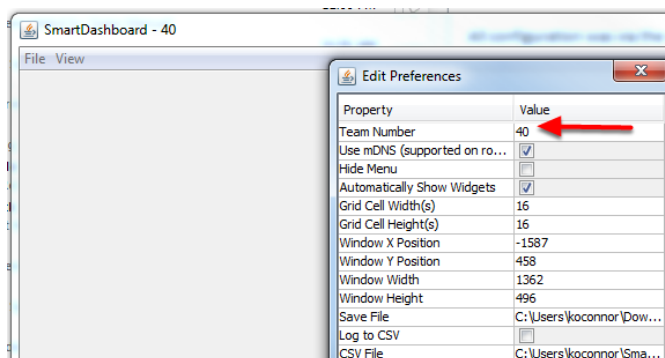 SmartDashboard - 40
File View
Edit Preferences
Property Value
Team Number 40
Use mDNS (supported on ro...
Hide Menu
Automatically Show Widgets
Grid Cell Width(s) 16
Grid Cell Height(s) 16
Window X Position -1587
Window Y Position 458
Window Width 1362
Window Height 496
Save File C:\Users\koconnor\Dow...
Log to CSV
CSV File C:\Users\koconnor\Sma...